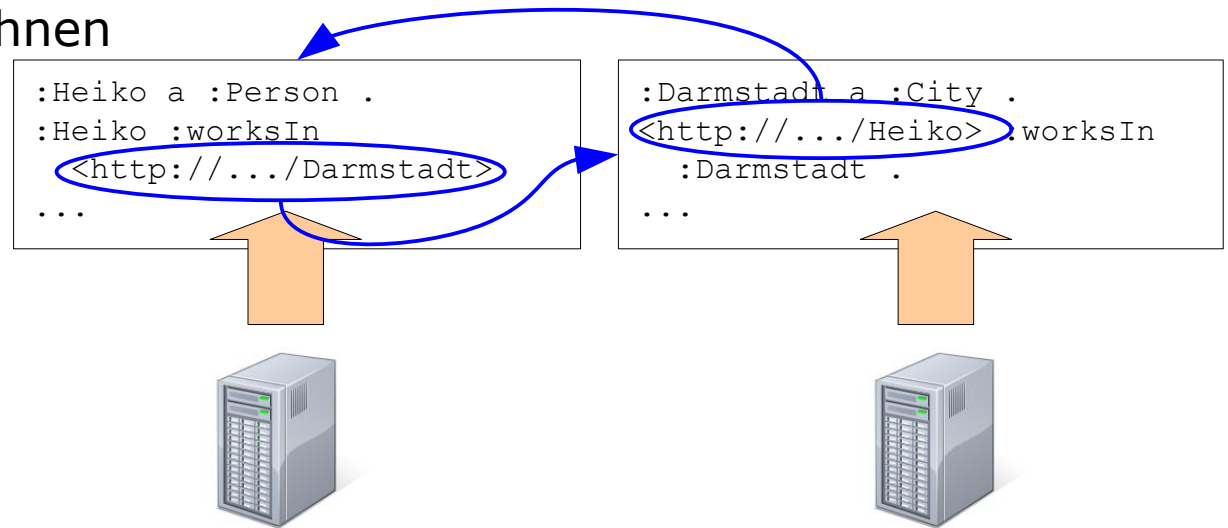 hnen
:Heiko a :Person .
:Heiko :worksIn
<http://.../Darmstadt>
...
:Darmstadt a :City .
<http://.../Heiko> :worksIn
:Darmstadt .
...